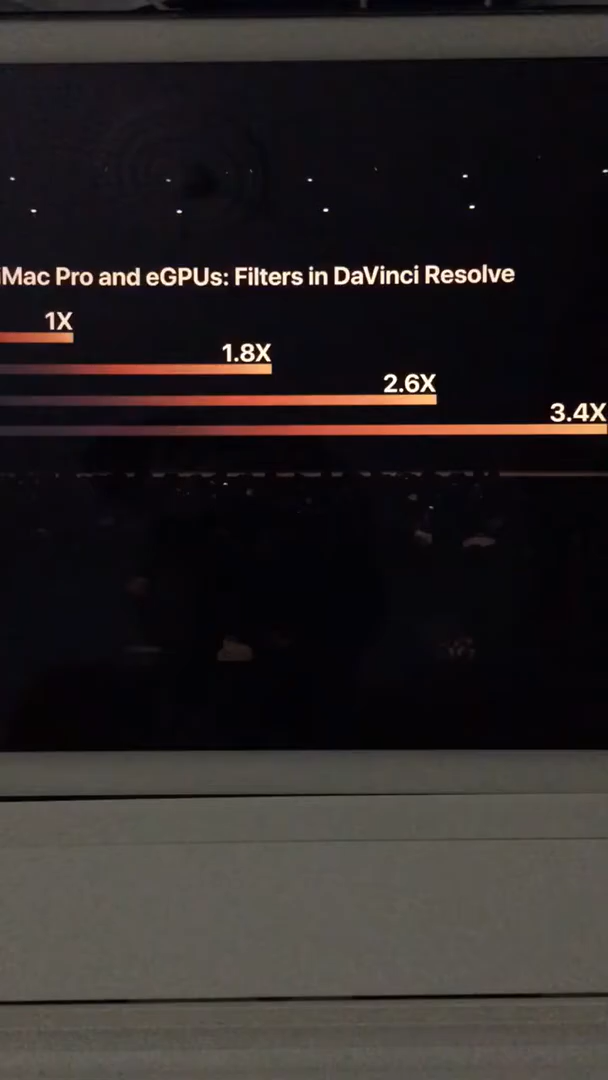 iMac Pro and eGPUs: Filters in DaVinci Resolve
1X
1.8X
2.6X
3.4X